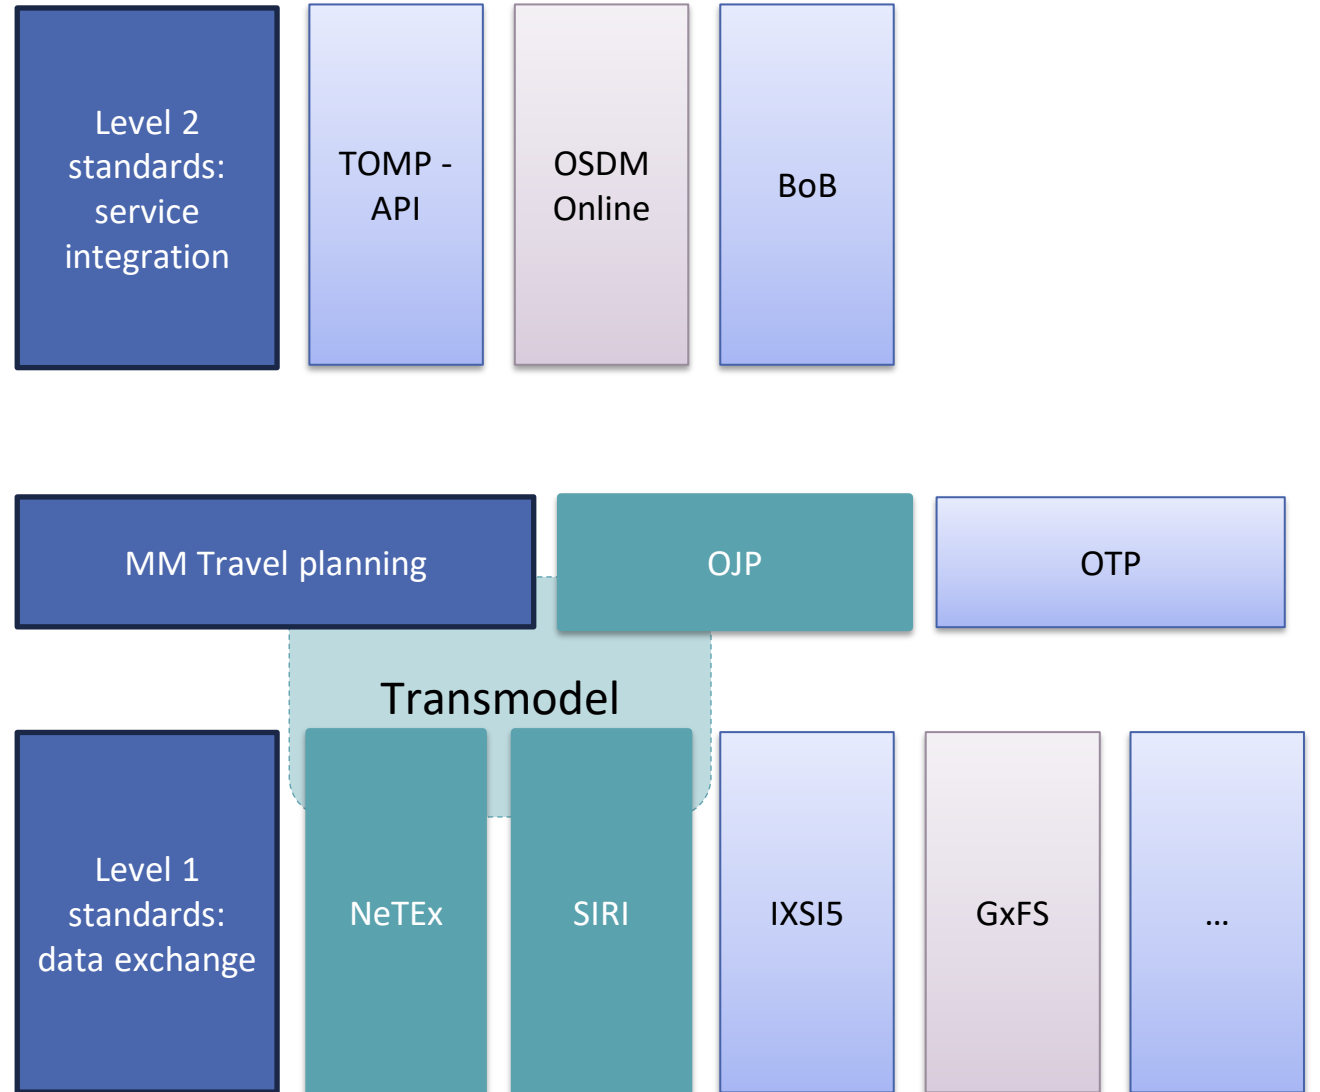 Level 2
standards:
service
integration
TOMP -
API
OSDM
Online
BoB
MM Travel planning
OJP
OTP
Transmodel
Level 1
standards:
data exchange
NeTEx
SIRI
IXSI5
GxFS
...